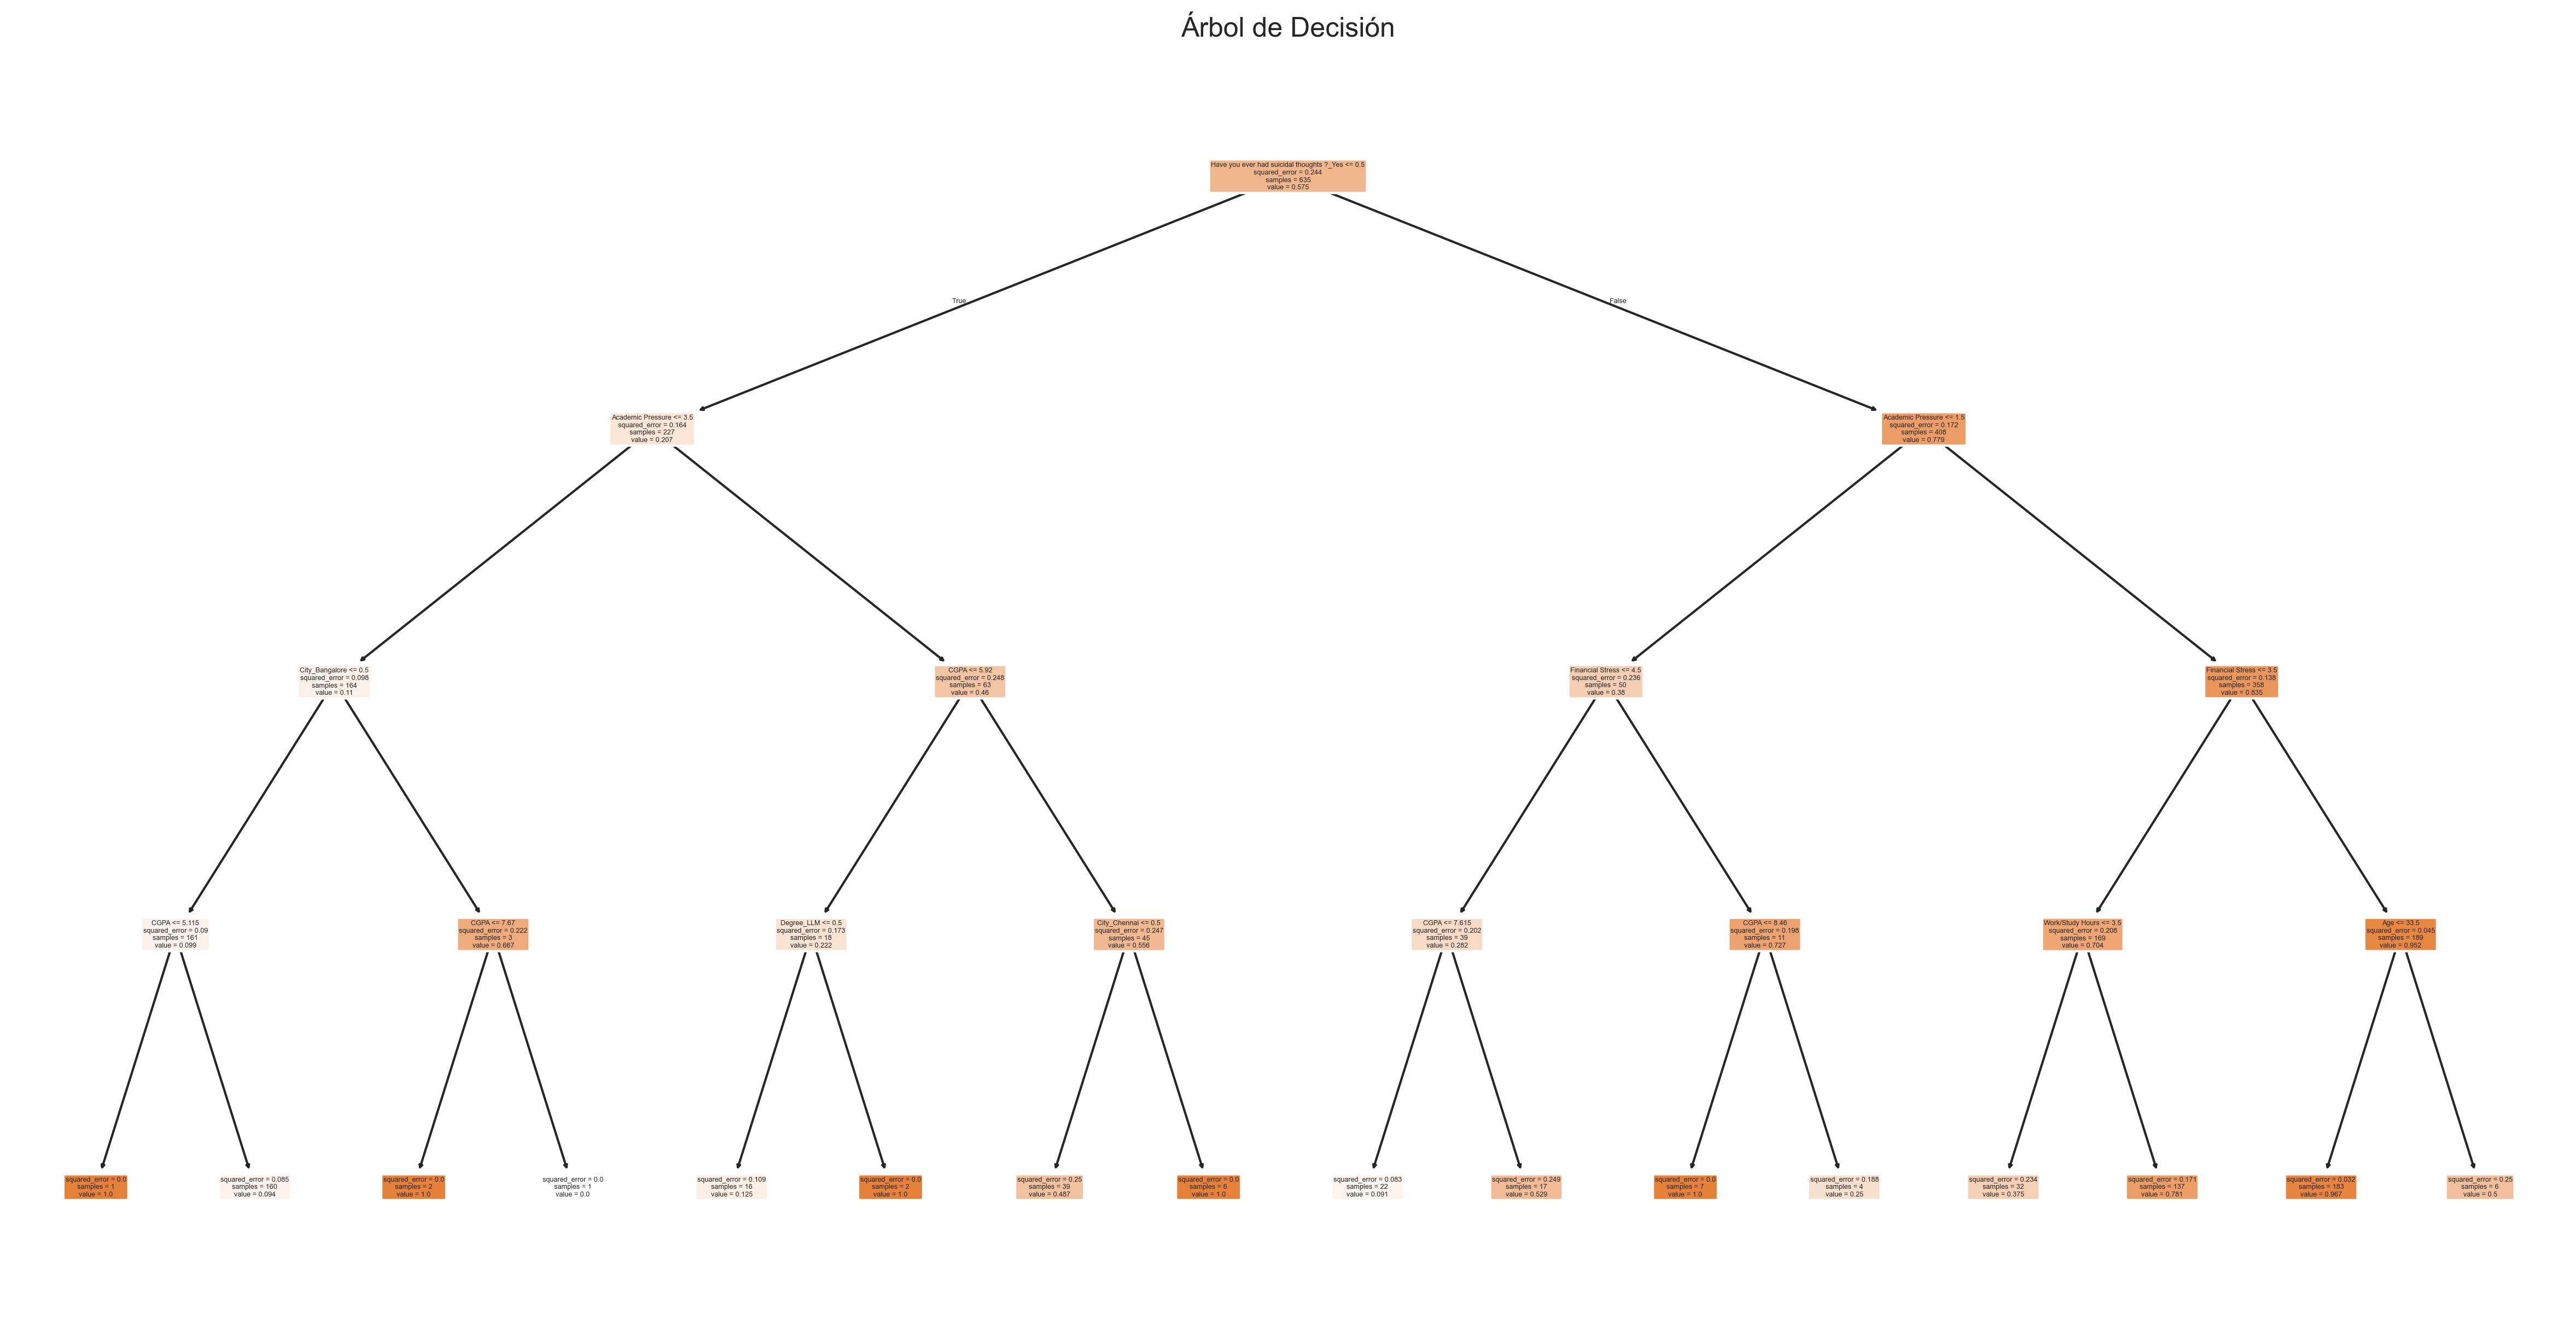 Árbol de Decisión
Have you ever had suicidal thoughts ?_Yes <= 0.5
squared_error = 0.244
samples = 635
value = 0.575
True
False
Academic Pressure <= 3.5
squared_error = 0.164
samples = 227
value = 0.207
Academic Pressure <= 1.5
squared_error = 0.172
samples = 408
value = 0.779
City_Bangalore <= 0.5
squared_error = 0.098
samples = 164
value = 0.11
CGPA <= 5.92
squared_error = 0.248
samples = 63
value = 0.46
Financial Stress <= 4.5
squared_error = 0.236
samples = 50
value = 0.38
Financial Stress <= 3.5
squared_error = 0.138
samples = 358
value = 0.835
CGPA <= 5.115
squared_error = 0.09
samples = 161
value = 0.099
CGPA <= 7.67
squared_error = 0.222
samples = 3
value = 0.667
Degree_LLM <= 0.5
squared_error = 0.173
samples = 18
value = 0.222
City_Chennai <= 0.5
squared_error = 0.247
samples = 45
value = 0.556
CGPA <= 7.615
squared_error = 0.202
samples = 39
value = 0.282
CGPA <= 8.46
squared_error = 0.198
samples = 11
value = 0.727
Work/Study Hours <= 3.5
squared_error = 0.208
samples = 169
value = 0.704
Age <= 33.5
squared_error = 0.045
samples = 189
value = 0.952
squared_error = 0.0
samples = 1
value = 1.0
squared_error = 0.085
samples = 160
value = 0.094
squared_error = 0.0
samples = 2
value = 1.0
squared_error = 0.0
samples = 1
value = 0.0
squared_error = 0.109
samples = 16
value = 0.125
squared_error = 0.0
samples = 2
value = 1.0
squared_error = 0.25
samples = 39
value = 0.487
squared_error = 0.0
samples = 6
value = 1.0
squared_error = 0.083
samples = 22
value = 0.091
squared_error = 0.249
samples = 17
value = 0.529
squared_error = 0.0
samples = 7
value = 1.0
squared_error = 0.188
samples = 4
value = 0.25
squared_error = 0.234
samples = 32
value = 0.375
squared_error = 0.171
samples = 137
value = 0.781
squared_error = 0.032
samples = 183
value = 0.967
squared_error = 0.25
samples = 6
value = 0.5